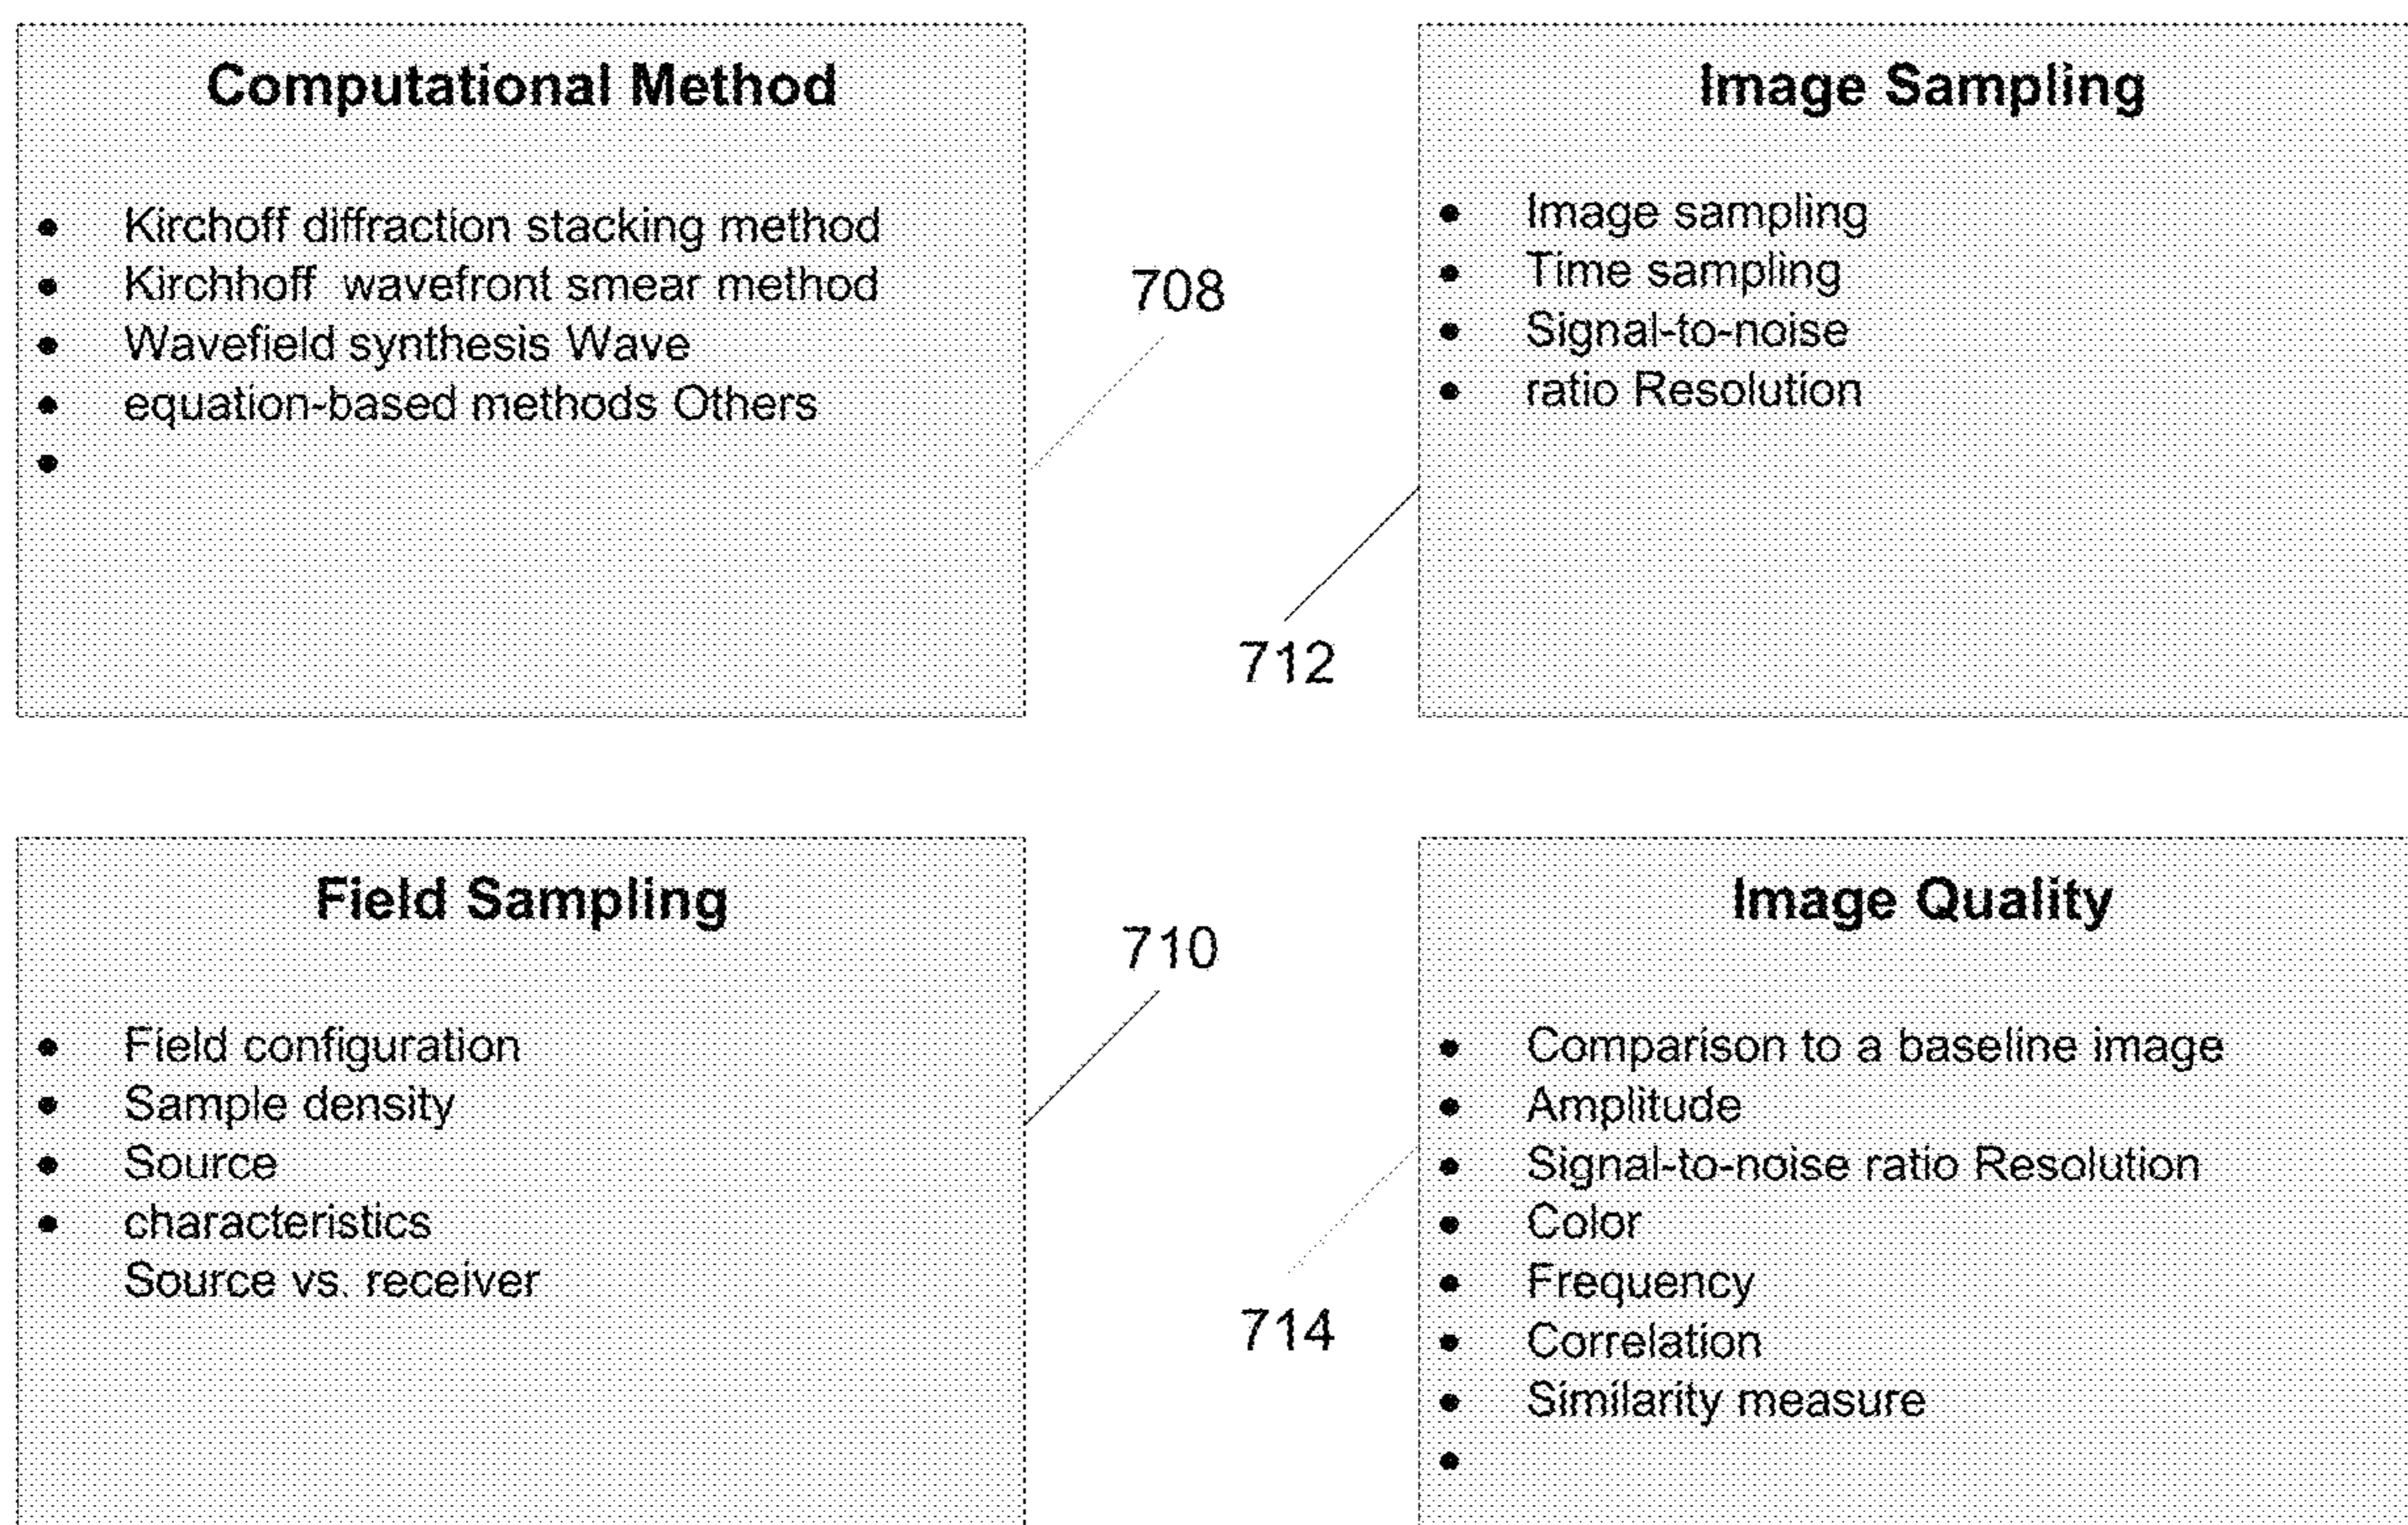 Computational Method
• Kirchoff diffraction stacking method
• Kirchhoff wavefront smear method
• Wavefield synthesis Wave
• equation-based methods Others
•
708
Image Sampling
• Image sampling
• Time sampling
• Signal-to-noise
• ratio Resolution
712
Field Sampling
• Field configuration
• Sample density
• Source
• characteristics
Source vs. receiver
710
Image Quality
• Comparison to a baseline image
• Amplitude
• Signal-to-noise ratio Resolution
• Color
• Frequency
• Correlation
• Similarity measure
•
714